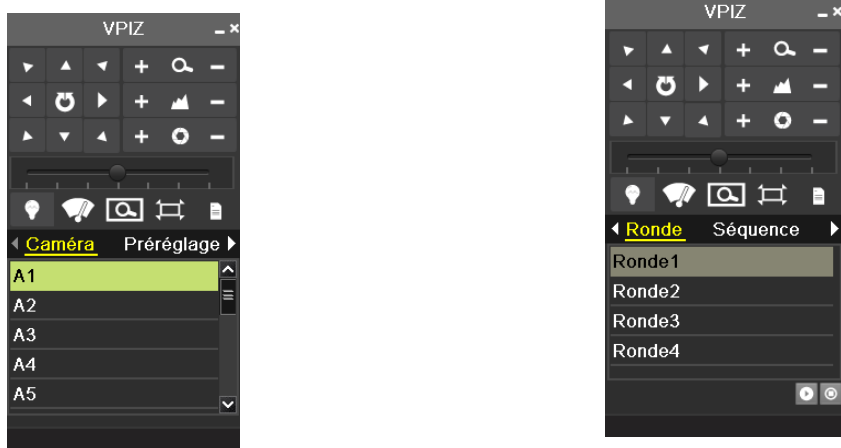 VPIZ
Caméra Préréglage
A1
A2
A3
A4
A5
VPIZ
Ronde Séquence
Ronde1
Ronde2
Ronde3
Ronde4